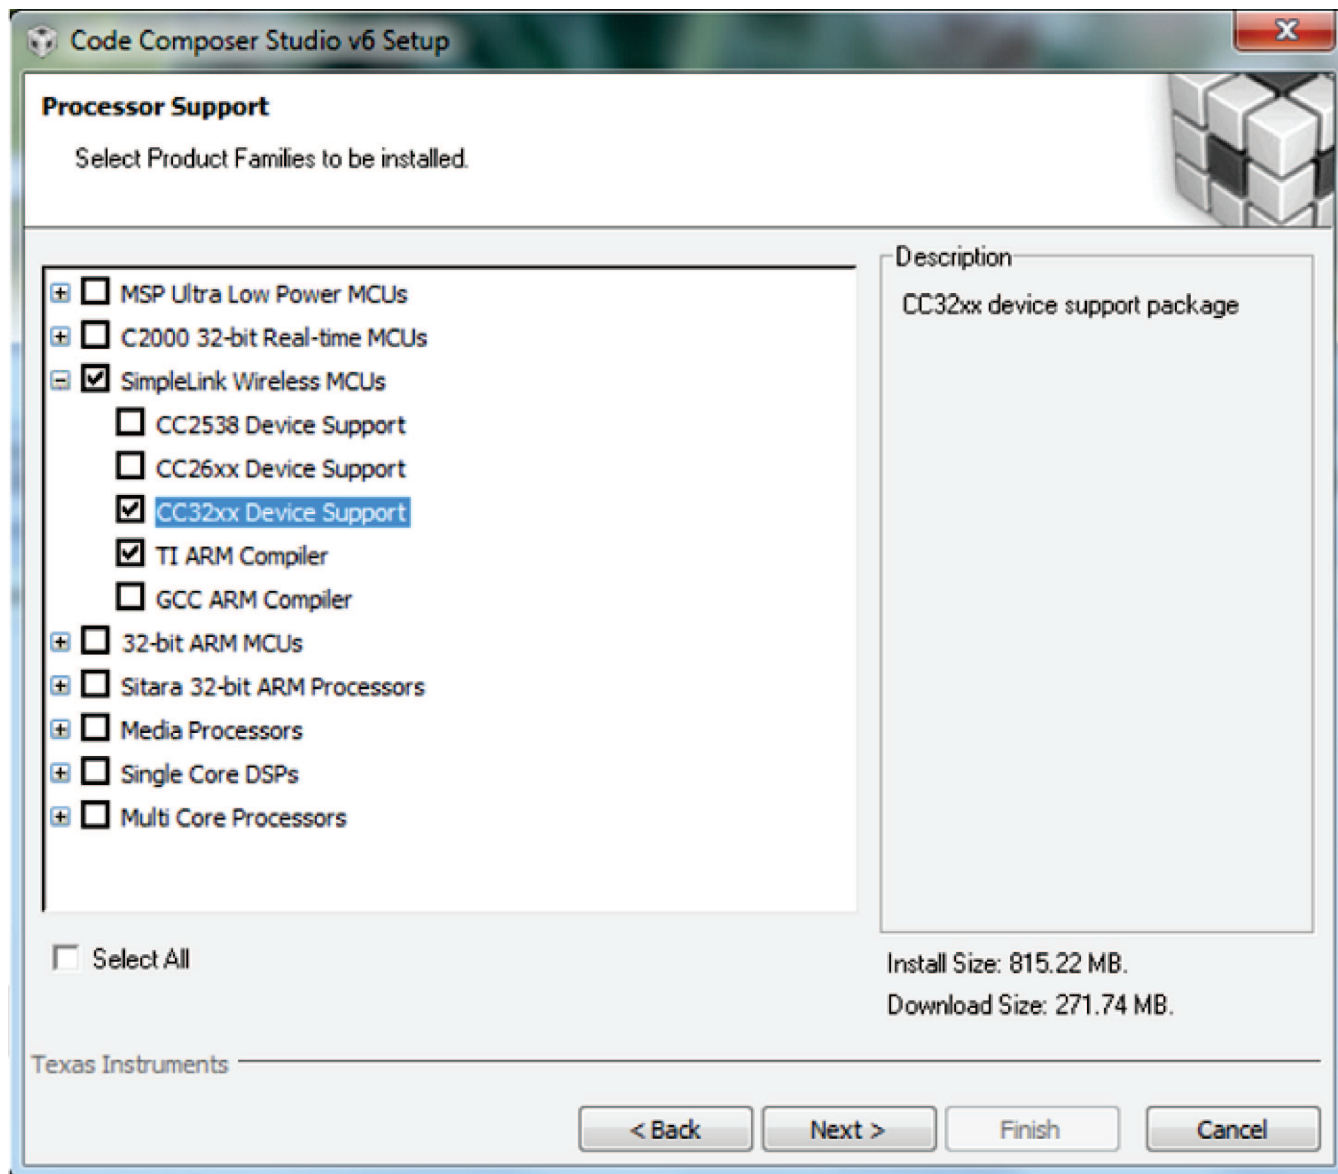 Code Composer Studio v6 Setup
Processor Support
Select Product Families to be installed.
MSP Ultra Low Power MCUs
C2000 32-bit Real-time MCUs
SimpleLink Wireless MCUs
CC2538 Device Support
CC26xx Device Support
CC32xx Device Support
TI ARM Compiler
GCC ARM Compiler
32-bit ARM MCUs
Sitara 32-bit ARM Processors
Media Processors
Single Core DSPs
Multi Core Processors
Select All
Description
CC32xx device support package
Install Size: 815.22 MB.
Download Size: 271.74 MB.
Texas Instruments
< Back
Next >
Finish
Cancel